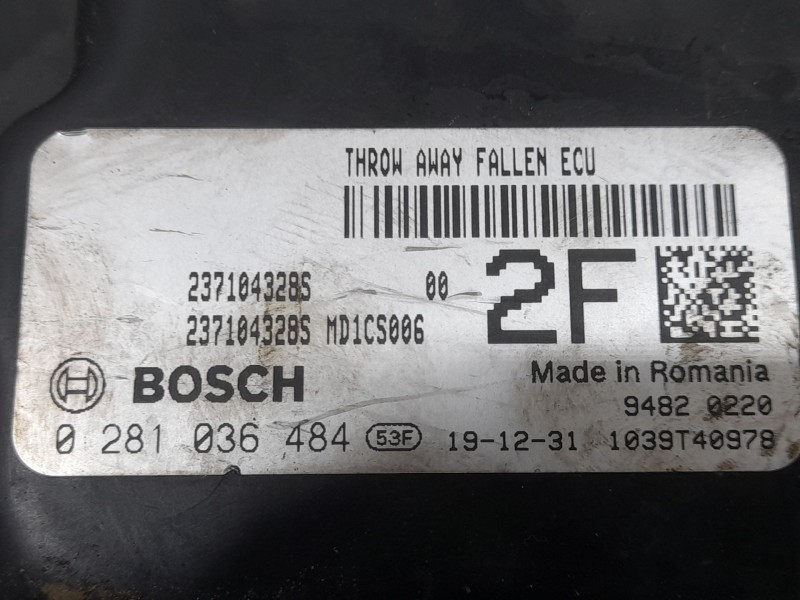 THROW AWAY FALLEN ECU
237104328S 00 2F
237104328S MD1CS006
Made in Romania
BOSCH
9482 0220
0 281 036 484 53F 19-12-31 1039T40978